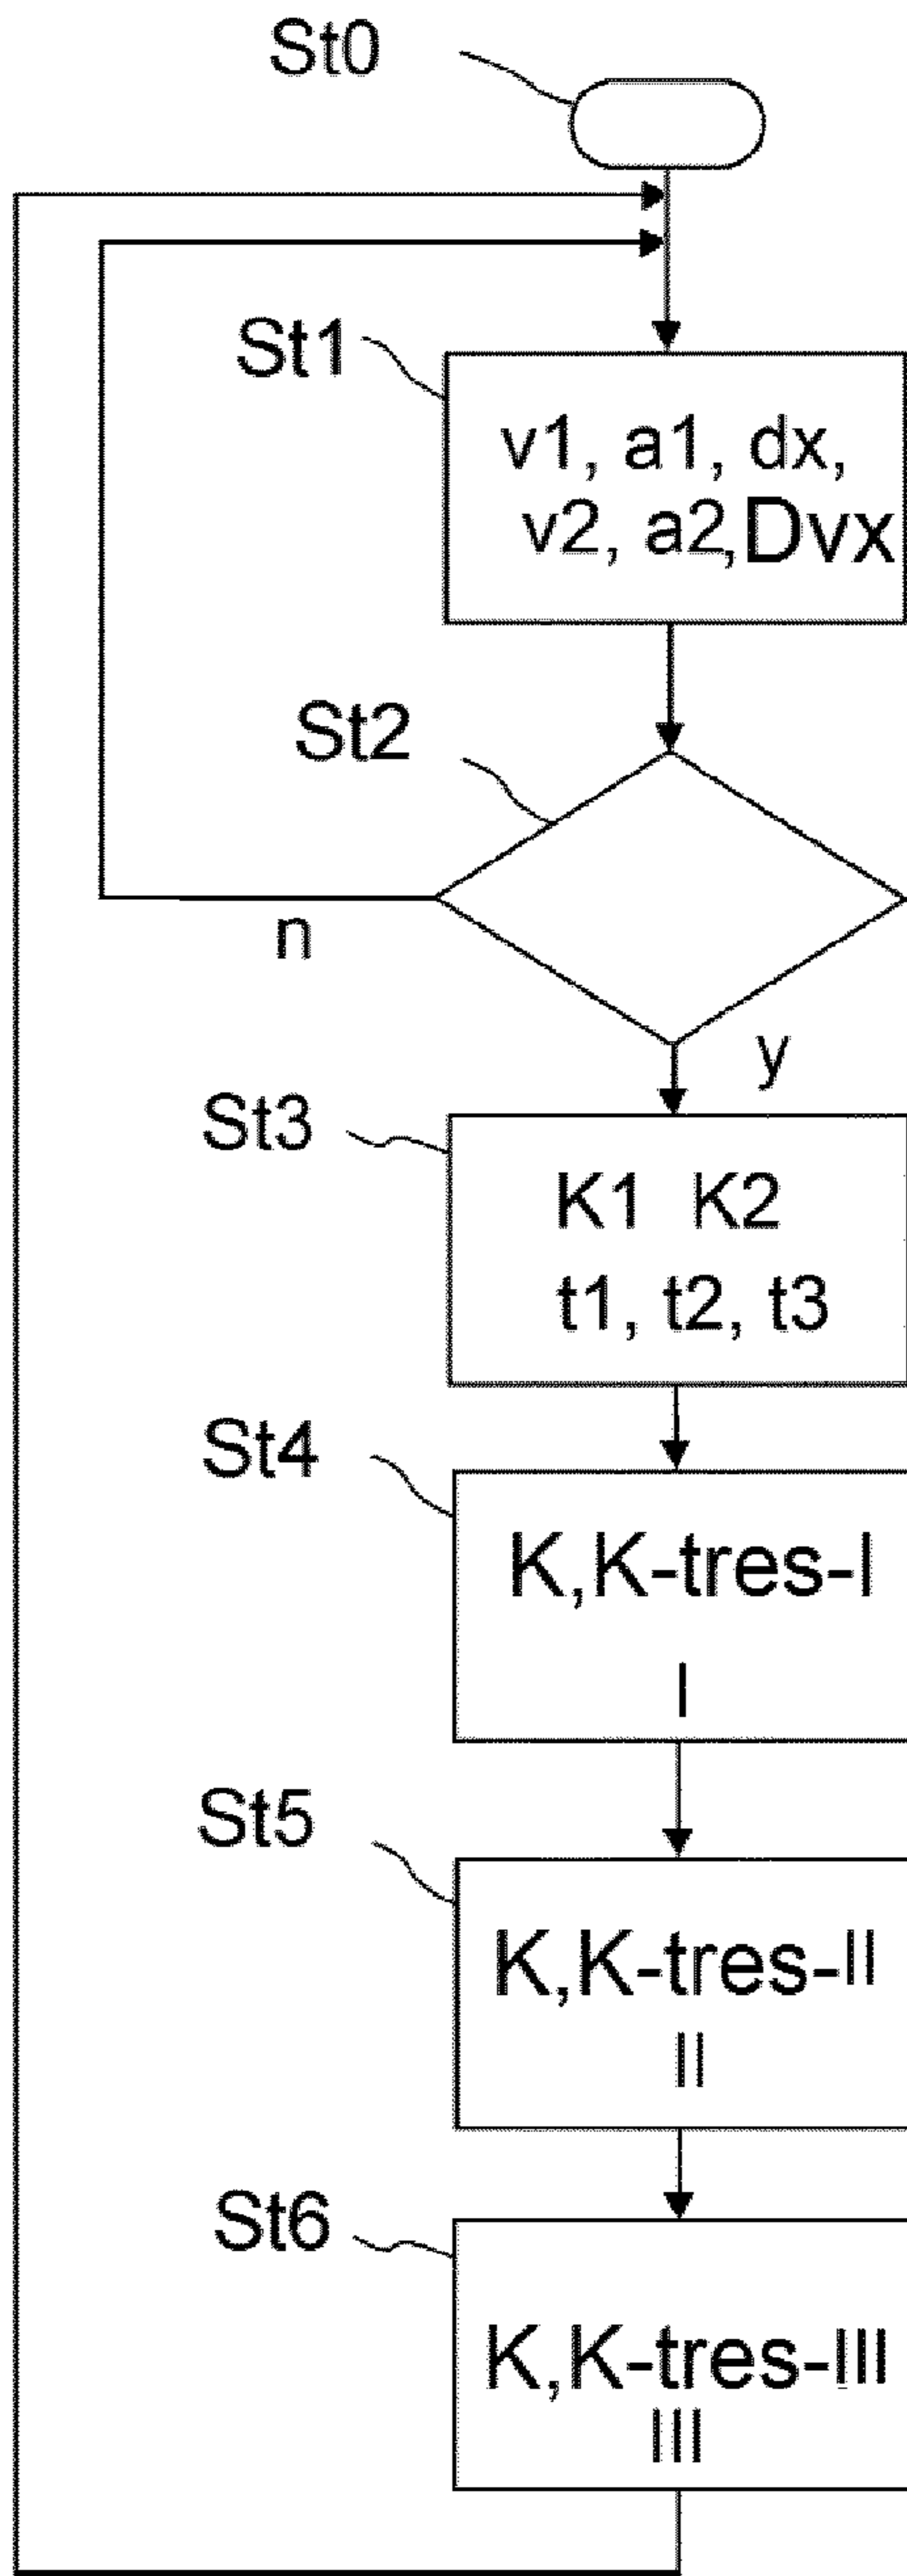 St0
St1
v1, a1, dx,
v2, a2,Dvx
St2
n
y
St3
K1 K2
t1, t2, t3
St4
K,K-tres-I
I
St5
K,K-tres-II
II
St6
K,K-tres-III
III